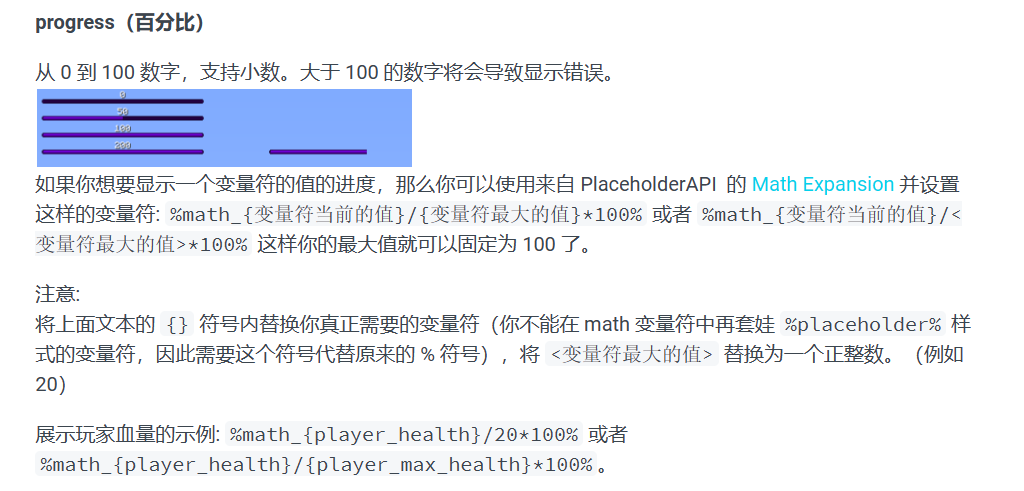 progress（百分比）
从 0 到 100 数字，支持小数。大于 100 的数字将会导致显示错误。
0
50
100
200
如果你想要显示一个变量符的值的进度，那么你可以使用来自 PlaceholderAPI 的 Math Expansion 并设置
这样的变量符: %math_{变量符当前的值}/{变量符最大的值}*100% 或者 %math_{变量符当前的值}/<
变量符最大的值>*100% 这样你的最大值就可以固定为 100 了。
注意:
将上面文本的 {} 符号内替换你真正需要的变量符（你不能在 math 变量符中再套娃 %placeholder% 样
式的变量符，因此需要这个符号代替原来的 % 符号），将 <变量符最大的值> 替换为一个正整数。（例如
20）
展示玩家血量的示例: %math_{player_health}/20*100% 或者
%math_{player_health}/{player_max_health}*100%。